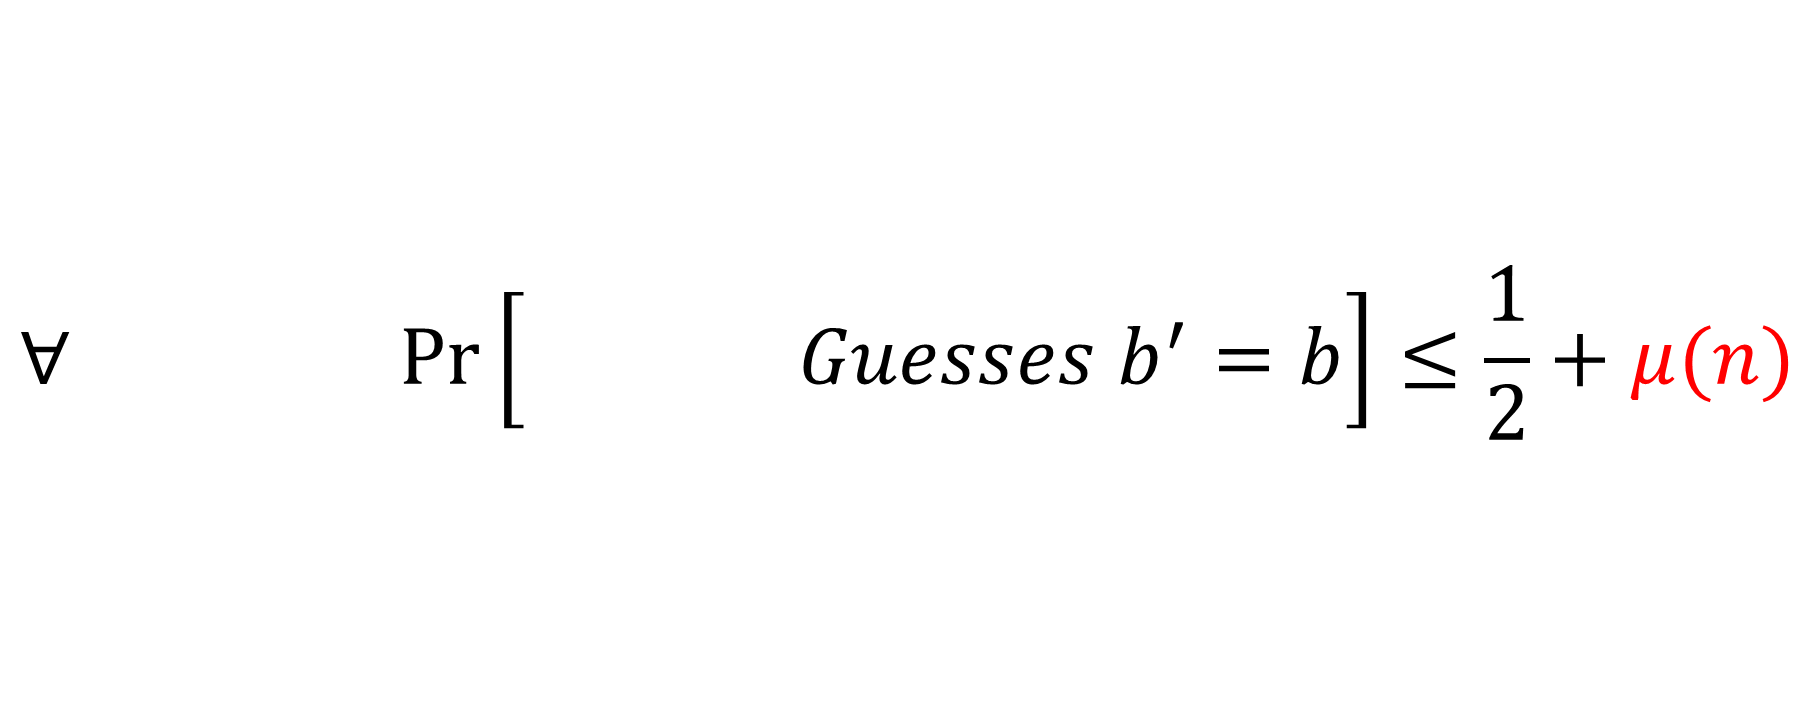 ∀ Pr[ Guesses b′ = b] ≤ 1/2 + μ(n)